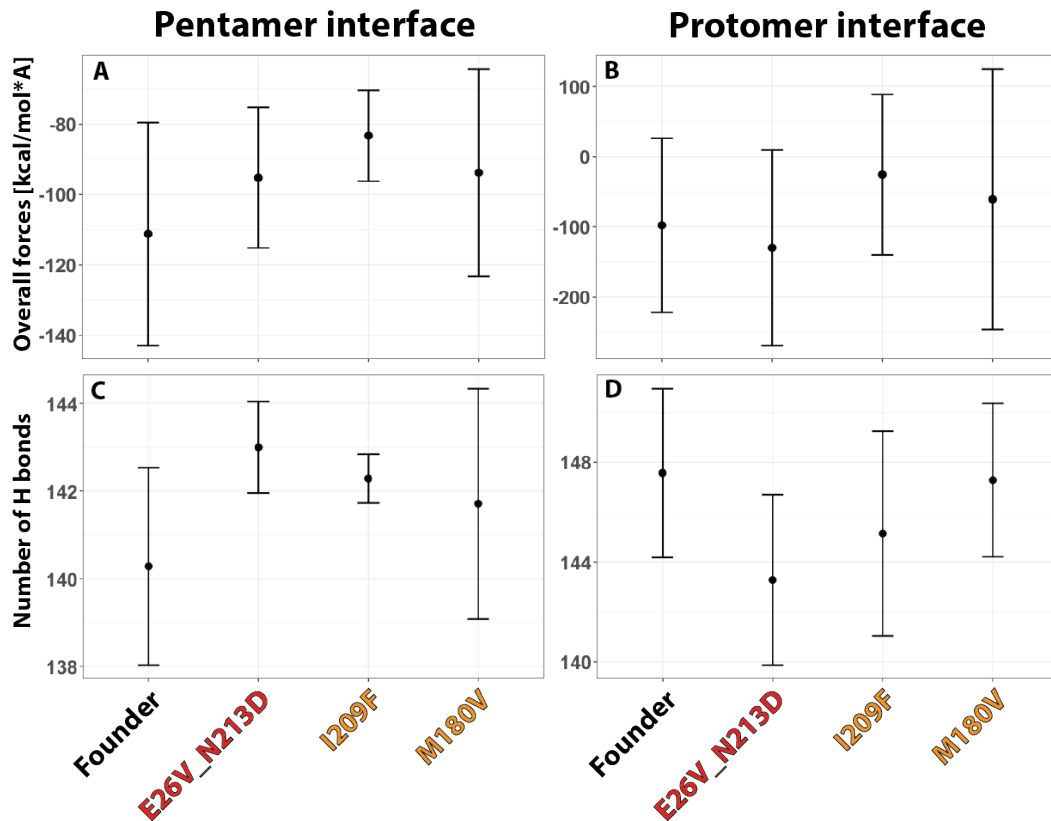 Pentamer interface
Protomer interface
Overall forces [kcal/mol*A]
A
-80
-100
-120
-140
B
100
0
-100
-200
Number of H bonds
C
144
142
140
138
D
148
144
140
Founder
E26V_N213D
I209F
M180V
Founder
E26V_N213D
I209F
M180V